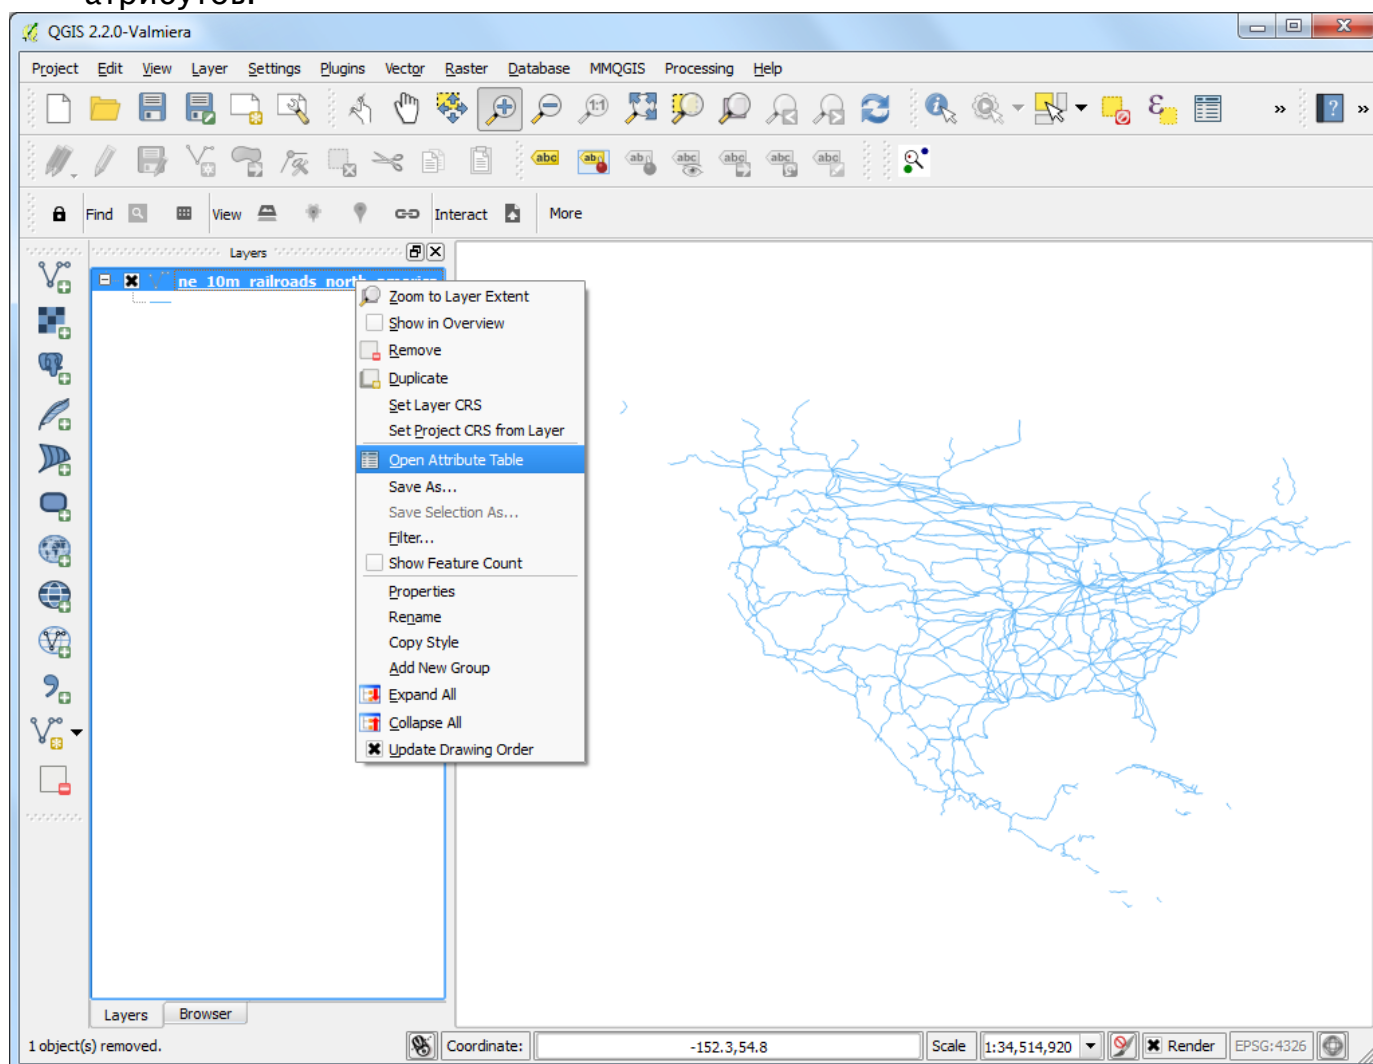 атрибутов.
QGIS 2.2.0-Valmiera
Project Edit View Layer Settings Plugins Vector Raster Database MMQGIS Processing Help
Find View Interact More
Layers
ne_10m_railroads_north_america
Zoom to Layer Extent
Show in Overview
Remove
Duplicate
Set Layer CRS
Set Project CRS from Layer
Open Attribute Table
Save As...
Save Selection As...
Filter...
Show Feature Count
Properties
Rename
Copy Style
Add New Group
Expand All
Collapse All
Update Drawing Order
Layers Browser
1 object(s) removed. Coordinate: -152.3,54.8 Scale 1:34,514,920 Render EPSG:4326